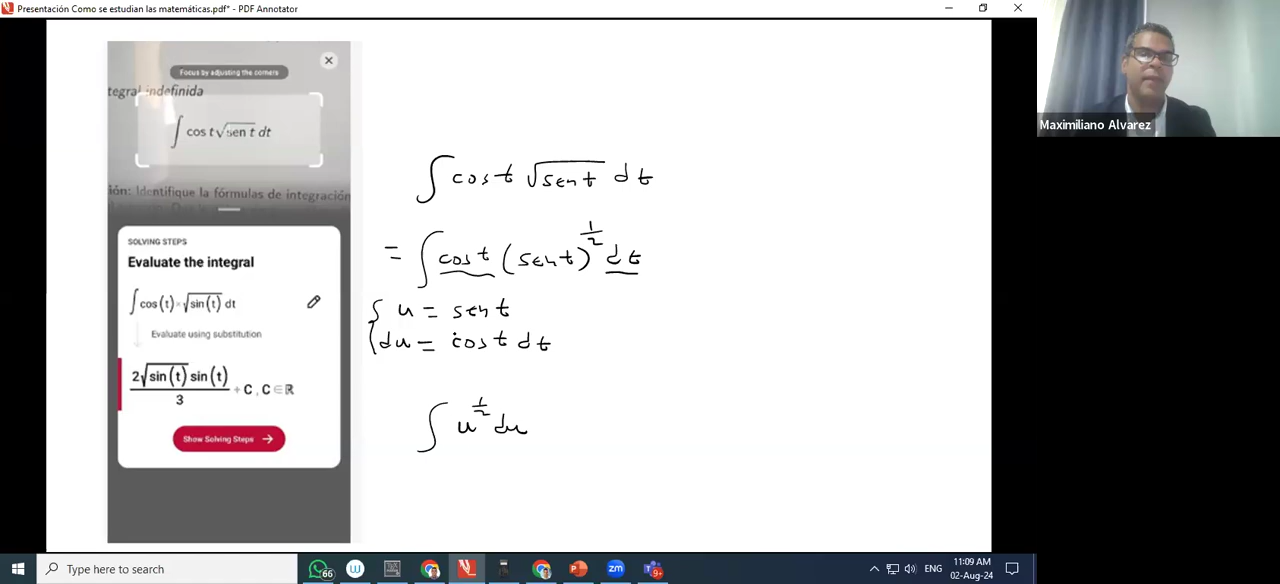 Presentación Como se estudian las matemáticas.pdf* - PDF Annotator
Focus by adjusting the corners
tegral indefinida
∫ cos t√sen t dt
ión: Identifique la fórmulas de integración
SOLVING STEPS
Evaluate the integral
∫cos(t)×√sin(t) dt
Evaluate using substitution
2√sin(t) sin(t)
3
+ C, C∈ℝ
Show Solving Steps →
∫ cos t √sen t dt
= ∫ cos t (sen t)^1/2 dt
{ u = sen t
du = cos t dt
∫ u^1/2 du
Maximiliano Alvarez
Type here to search
66
zm
9+
ENG
11:09 AM
02-Aug-24